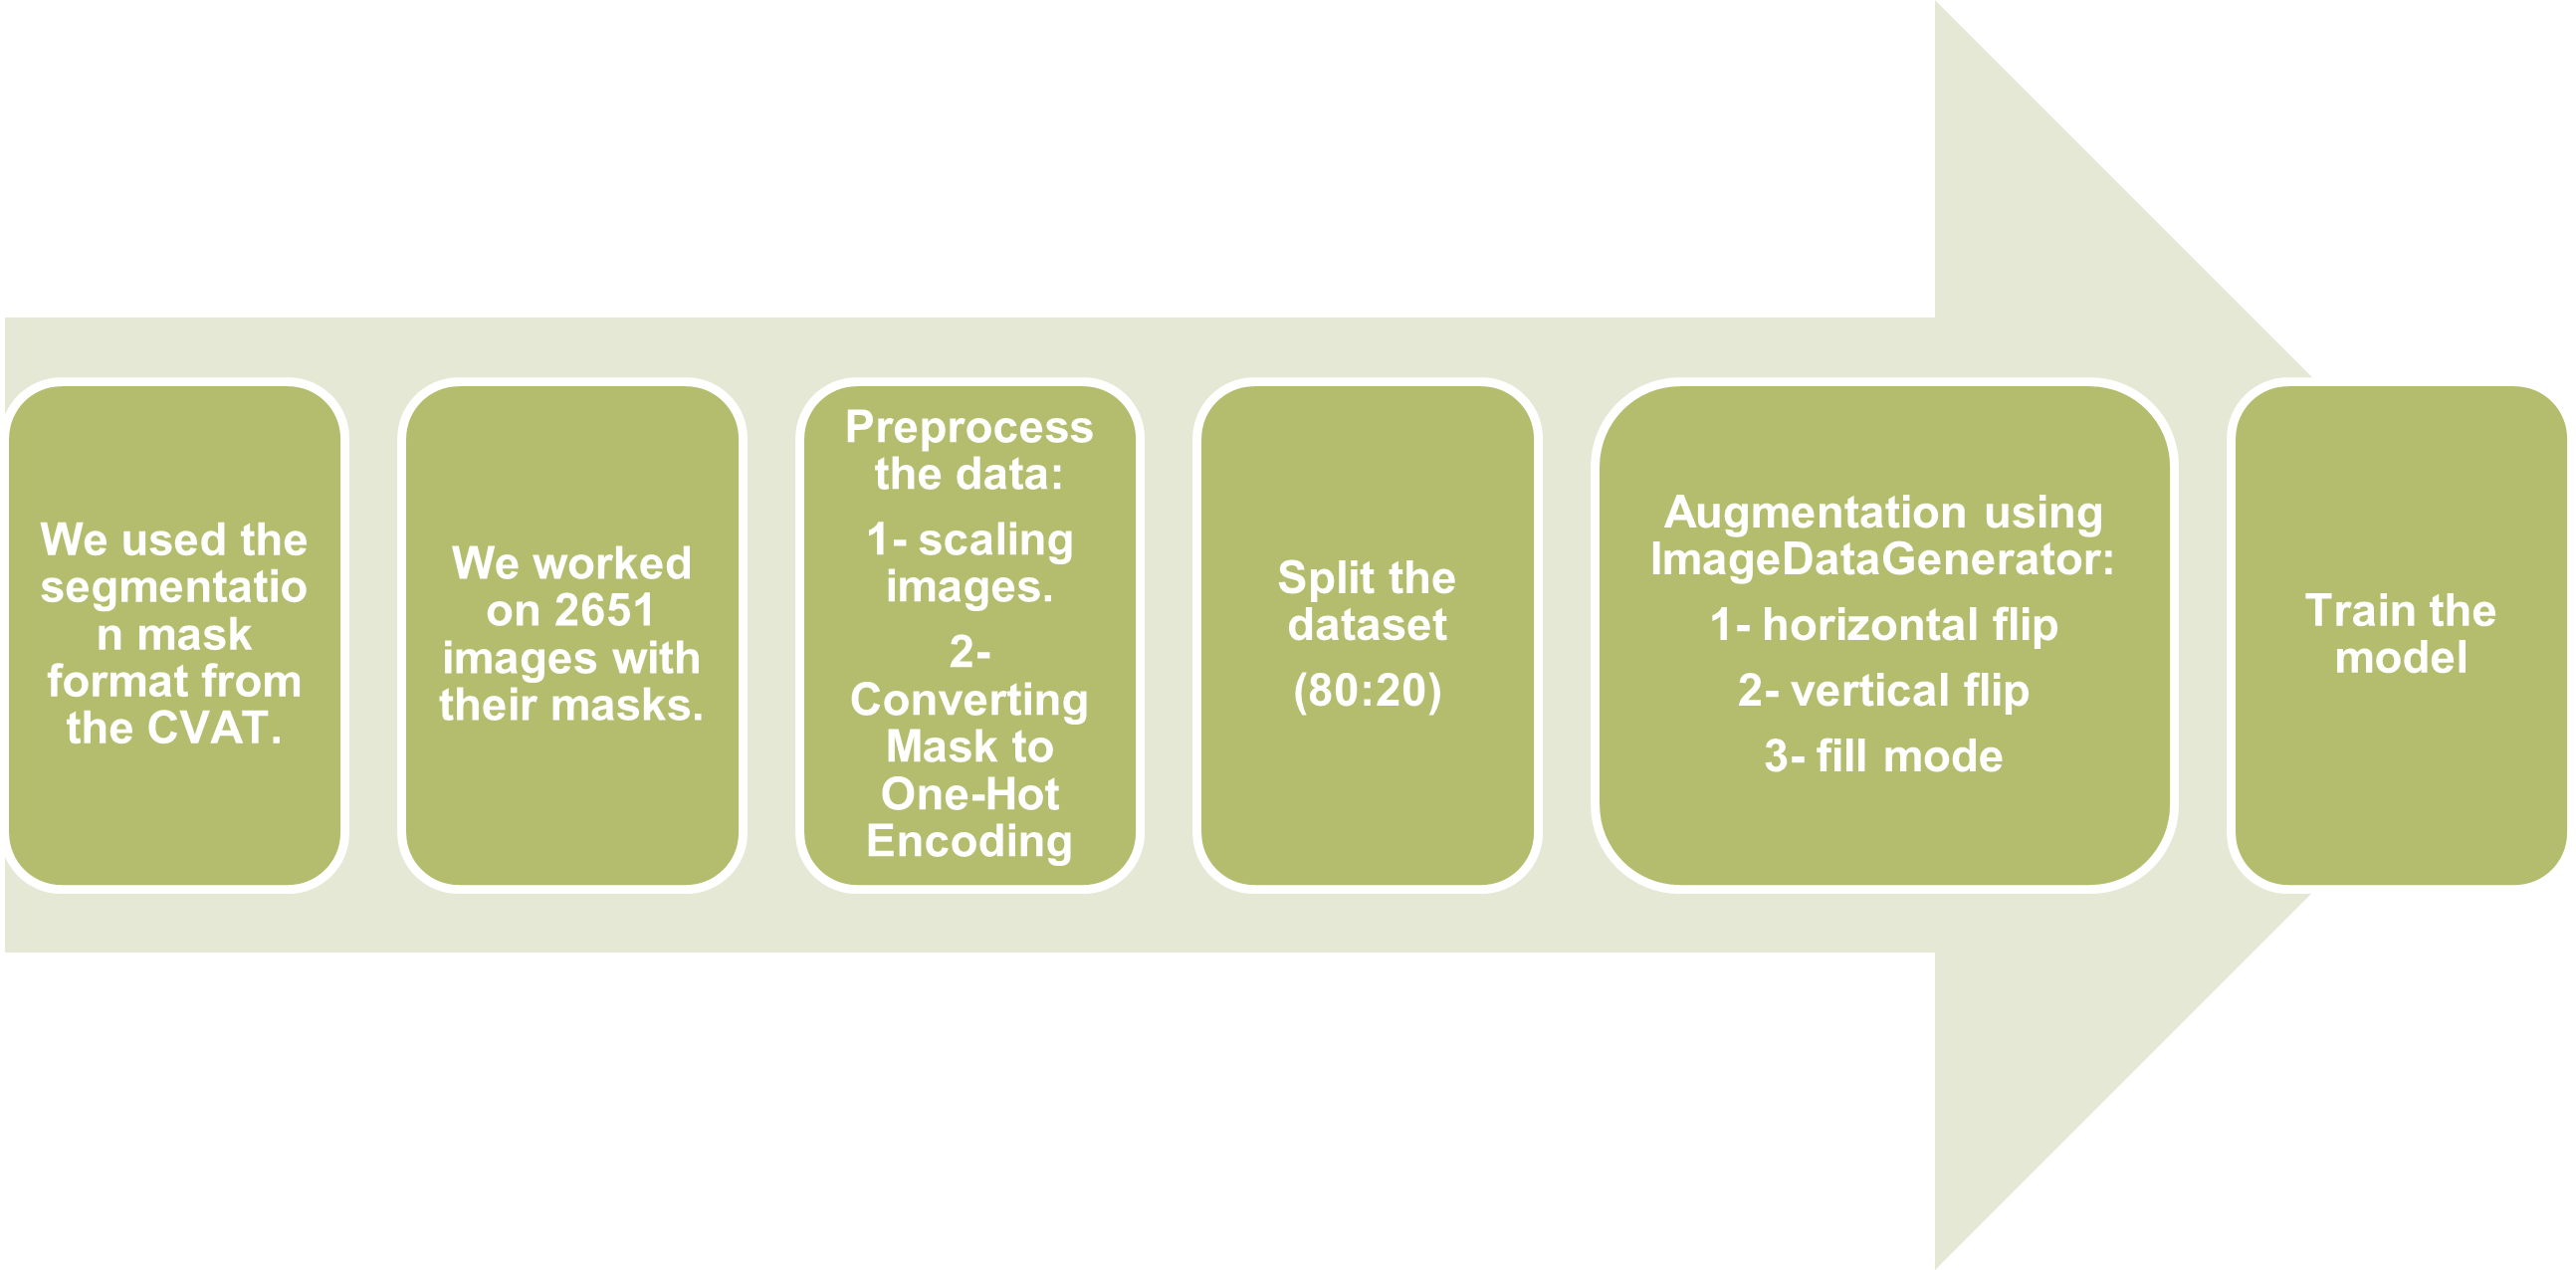 We used the
segmentatio
n mask
format from
the CVAT.
We worked
on 2651
images with
their masks.
Preprocess
the data:
1- scaling
images.
2-
Converting
Mask to
One-Hot
Encoding
Split the
dataset
(80:20)
Augmentation using
ImageDataGenerator:
1- horizontal flip
2- vertical flip
3- fill mode
Train the
model